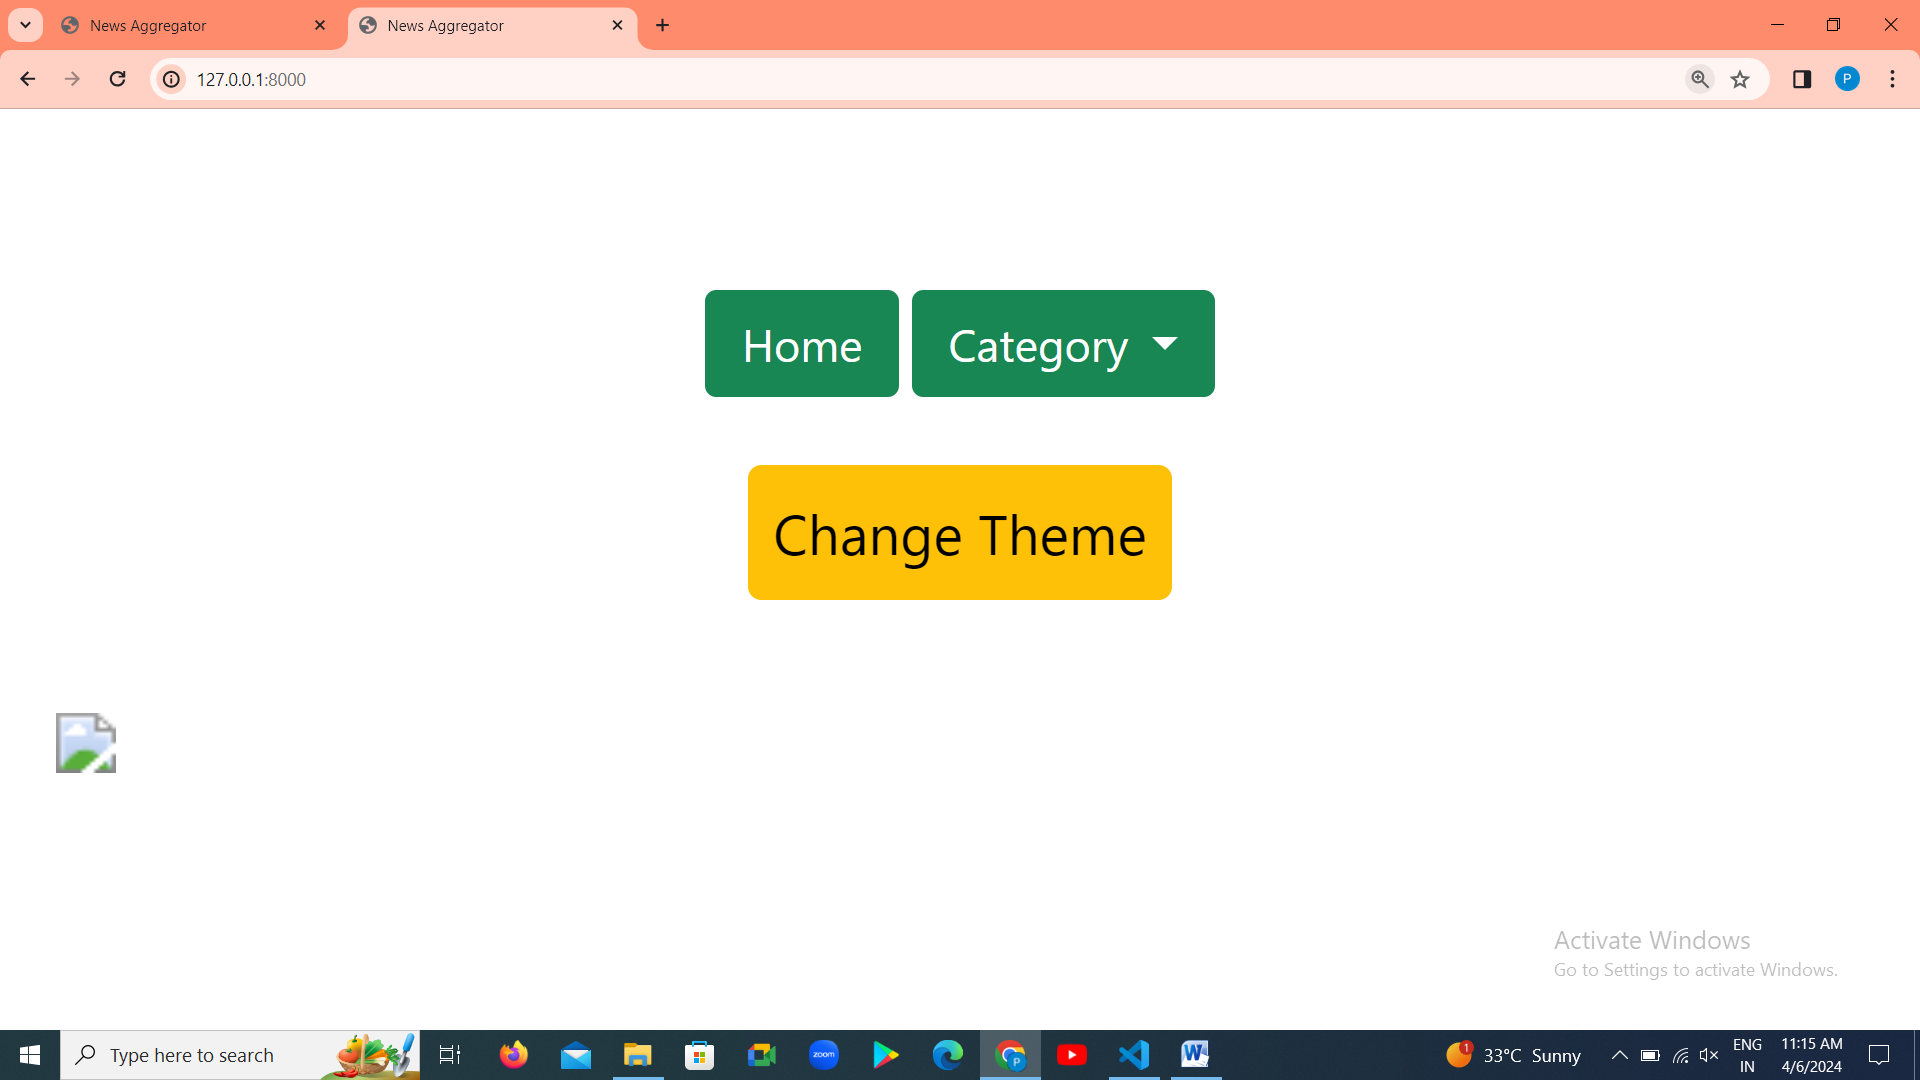 News Aggregator
News Aggregator
127.0.0.1:8000
P
Home
Category
Change Theme
Activate Windows
Go to Settings to activate Windows.
Type here to search
zoom
P
W
1
33°C Sunny
ENG
IN
11:15 AM
4/6/2024